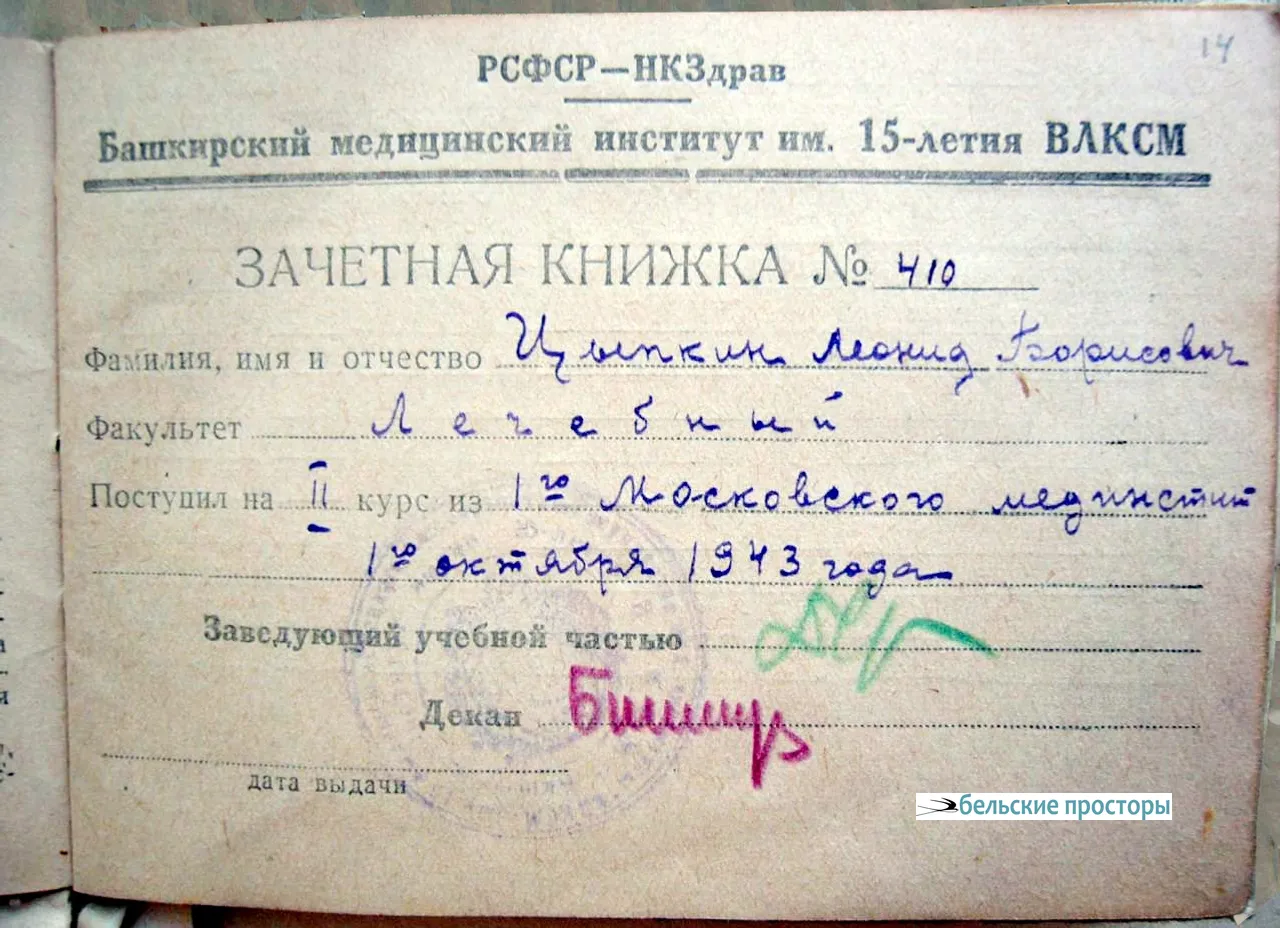 14
РСФСР—НКЗдрав
Башкирский медицинский институт им. 15-летия ВЛКСМ
ЗАЧЕТНАЯ КНИЖКА № 410
Фамилия, имя и отчество Цыпкин Леонид Борисович
Факультет Лечебный
Поступил на II курс из 1го Московского мединстит
1го октября 1943 года
Заведующий учебной частью
Декан
дата выдачи
бельские просторы